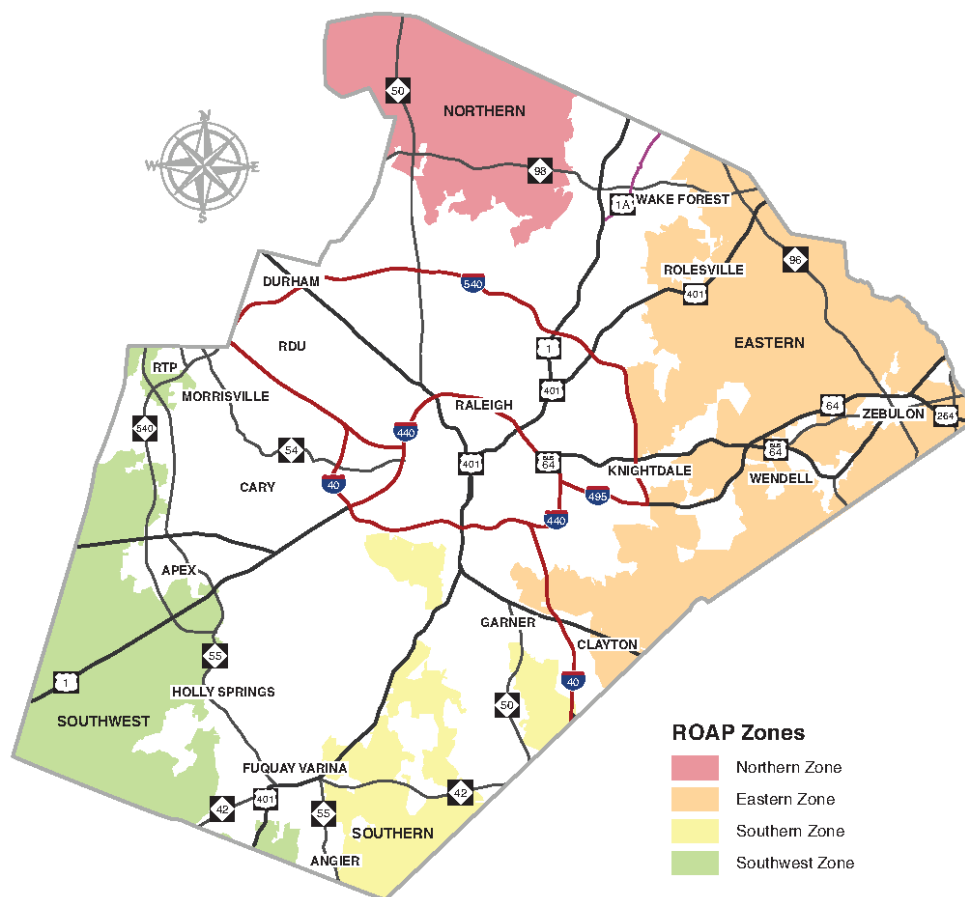 50
NORTHERN
N
W
E
S
98
WAKE FOREST
1A
ROLESVILLE
96
401
DURHAM
540
RDU
EASTERN
1
RTP
MORRISVILLE
401
RALEIGH
64
ZEBULON
264
540
440
54
401
BUS
64
KNIGHTDALE
BUS
64
WENDELL
40
CARY
495
440
APEX
GARNER
CLAYTON
55
1
HOLLY SPRINGS
40
50
SOUTHWEST
FUQUAY VARINA
42
401
55
42
SOUTHERN
ANGIER
ROAP Zones
Northern Zone
Eastern Zone
Southern Zone
Southwest Zone